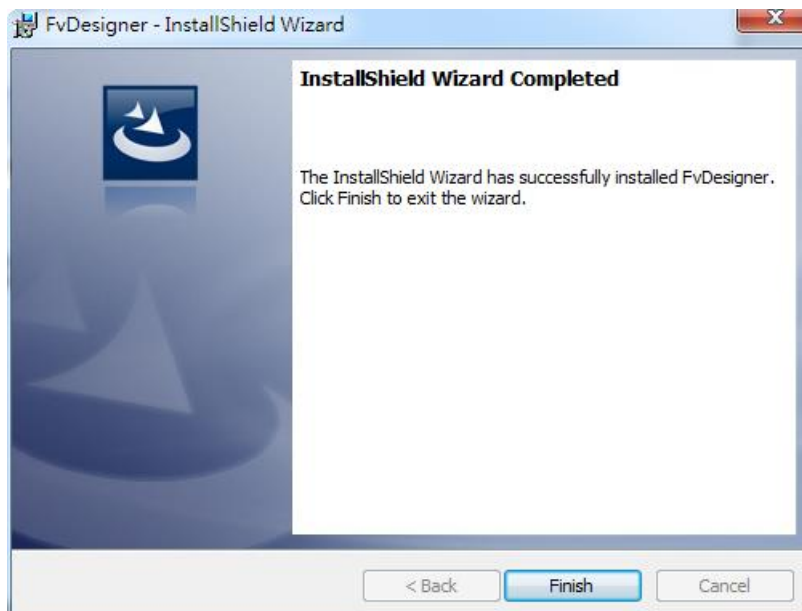 FvDesigner - InstallShield Wizard
InstallShield Wizard Completed
The InstallShield Wizard has successfully installed FvDesigner.
Click Finish to exit the wizard.
< Back
Finish
Cancel